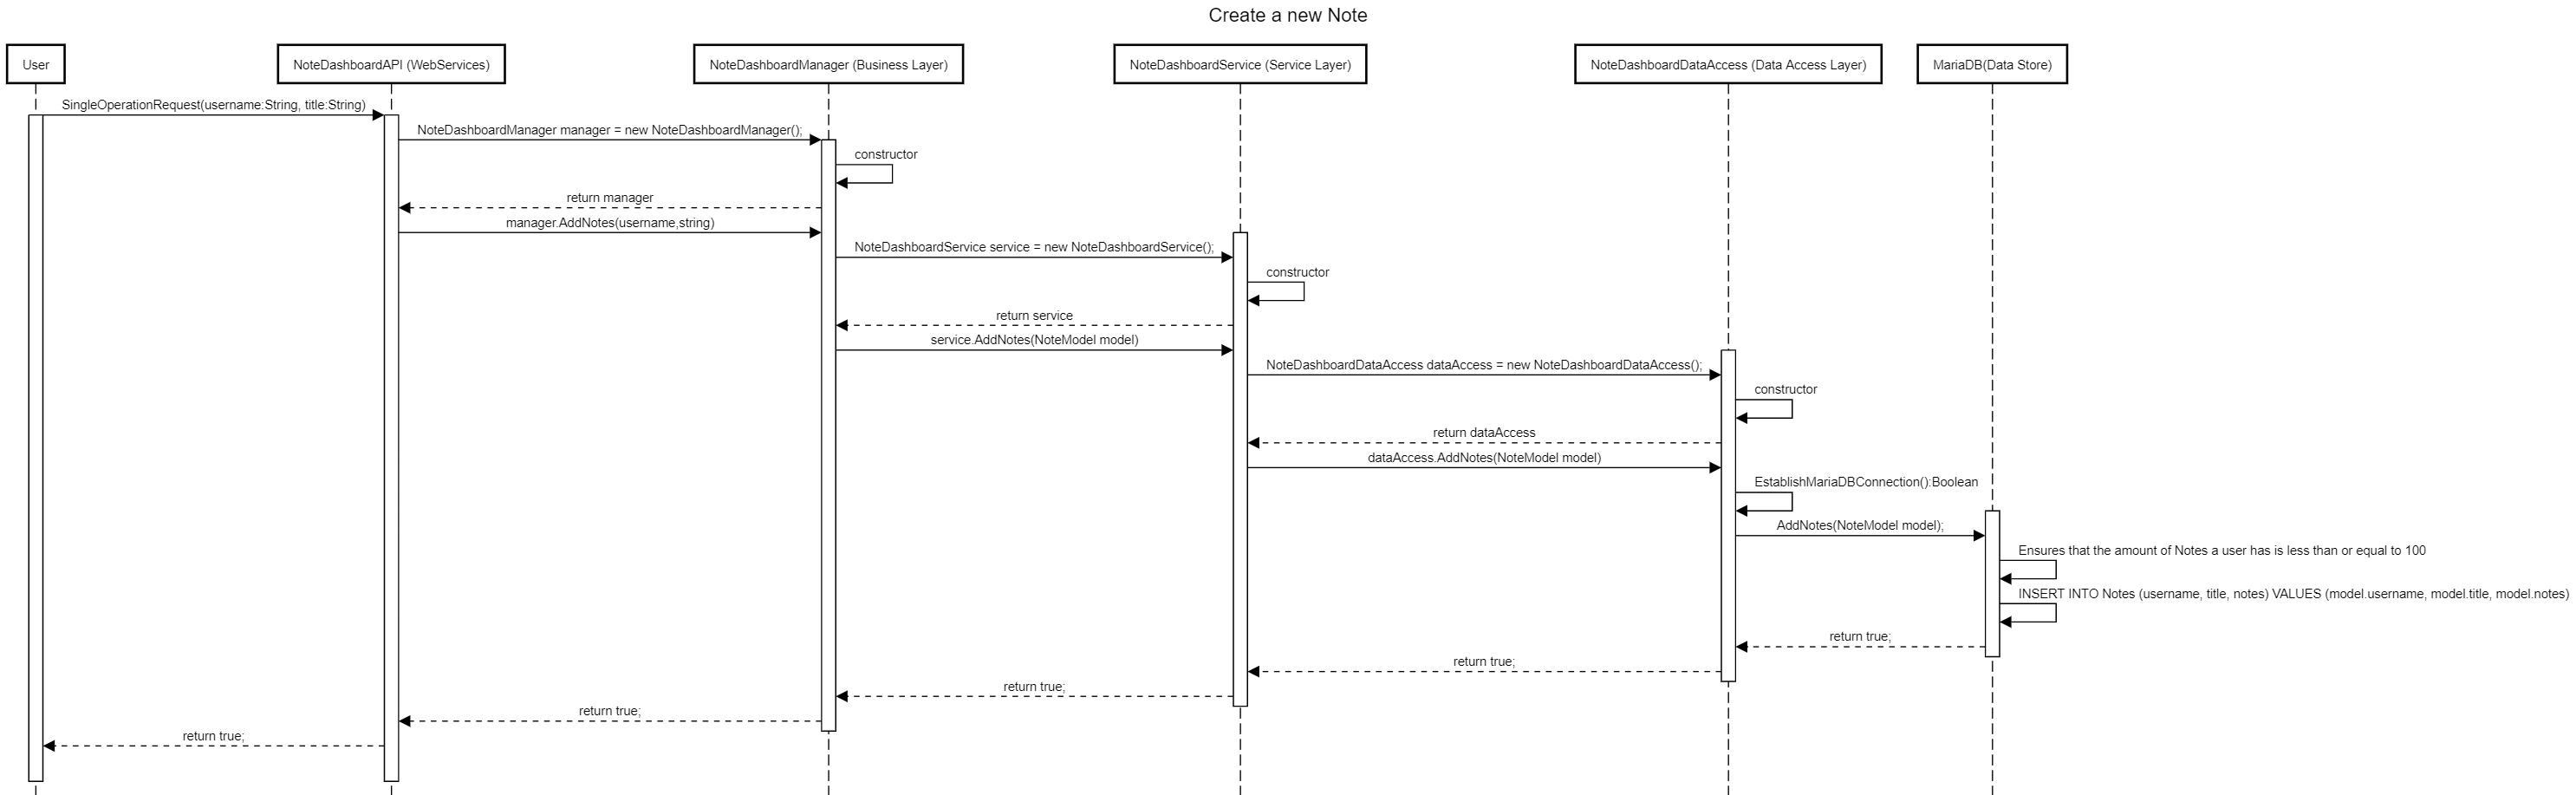 Create a new Note
User
NoteDashboardAPI (WebServices)
NoteDashboardManager (Business Layer)
NoteDashboardService (Service Layer)
NoteDashboardDataAccess (Data Access Layer)
MariaDB(Data Store)
SingleOperationRequest(username:String, title:String)
NoteDashboardManager manager = new NoteDashboardManager();
constructor
return manager
manager.AddNotes(username,string)
NoteDashboardService service = new NoteDashboardService();
constructor
return service
service.AddNotes(NoteModel model)
NoteDashboardDataAccess dataAccess = new NoteDashboardDataAccess();
constructor
return dataAccess
dataAccess.AddNotes(NoteModel model)
EstablishMariaDBConnection():Boolean
AddNotes(NoteModel model);
Ensures that the amount of Notes a user has is less than or equal to 100
INSERT INTO Notes (username, title, notes) VALUES (model.username, model.title, model.notes)
return true;
return true;
return true;
return true;
return true;